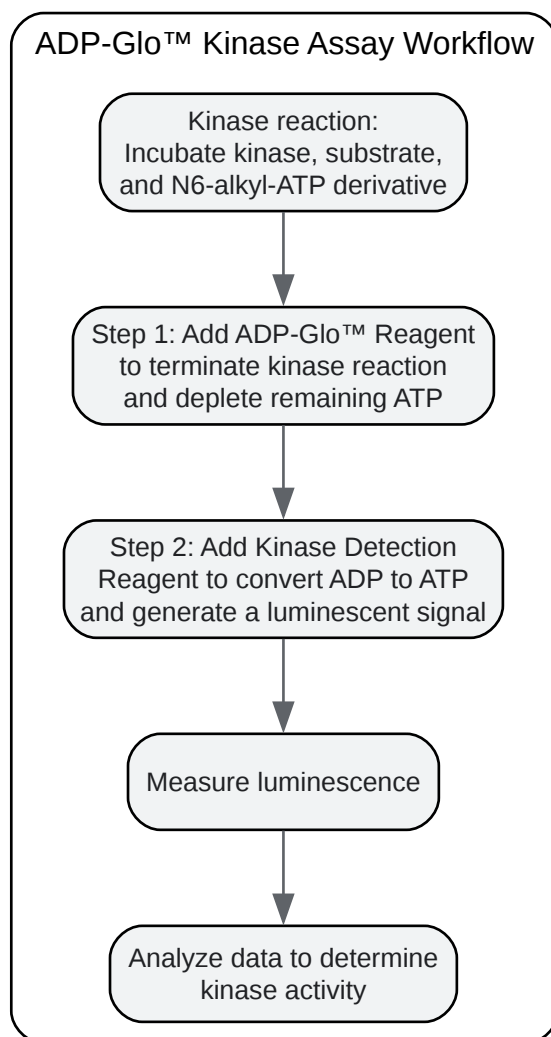 ADP-Glo™ Kinase Assay Workflow
Kinase reaction:
Incubate kinase, substrate,
and N6-alkyl-ATP derivative
Step 1: Add ADP-Glo™ Reagent
to terminate kinase reaction
and deplete remaining ATP
Step 2: Add Kinase Detection
Reagent to convert ADP to ATP
and generate a luminescent signal
Measure luminescence
Analyze data to determine
kinase activity